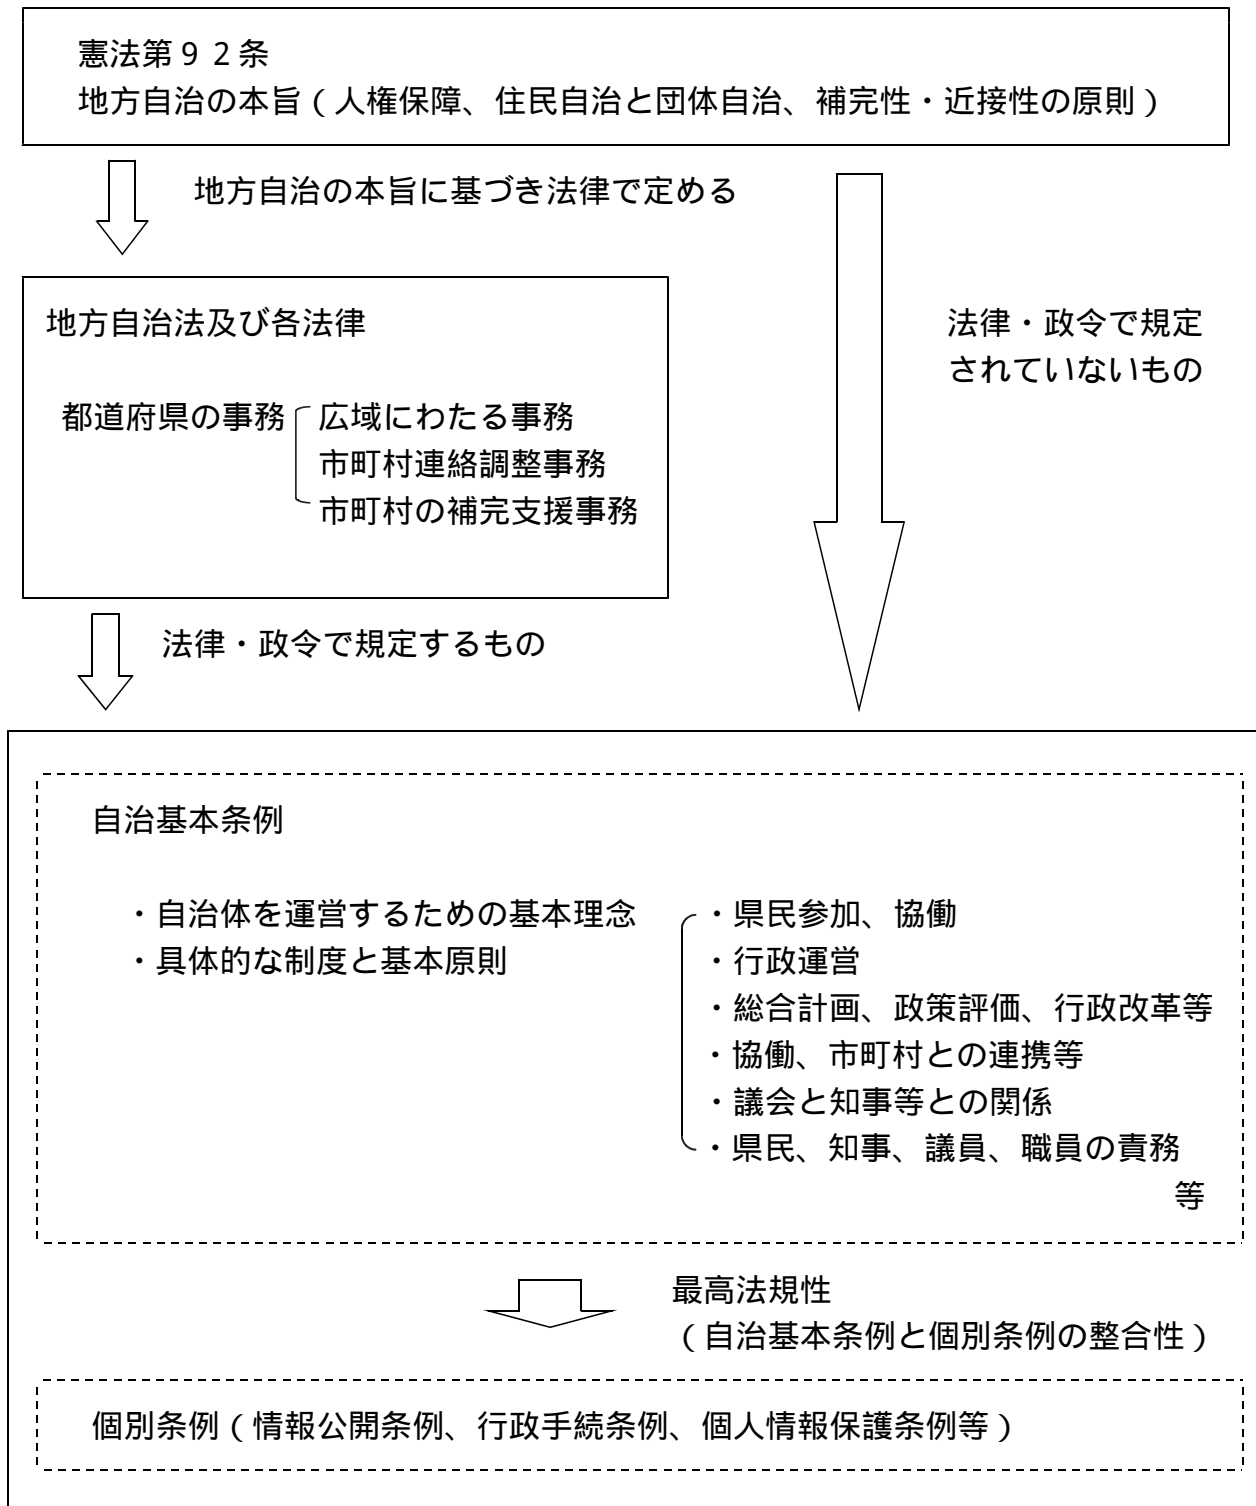 憲法第９２条
地方自治の本旨（人権保障、住民自治と団体自治、補完性・近接性の原則）
地方自治の本旨に基づき法律で定める
地方自治法及び各法律
法律・政令で規定
されていないもの
都道府県の事務 広域にわたる事務
市町村連絡調整事務
市町村の補完支援事務
法律・政令で規定するもの
自治基本条例
・自治体を運営するための基本理念
・具体的な制度と基本原則
・県民参加、協働
・行政運営
・総合計画、政策評価、行政改革等
・協働、市町村との連携等
・議会と知事等との関係
・県民、知事、議員、職員の責務
等
最高法規性
（自治基本条例と個別条例の整合性）
個別条例（情報公開条例、行政手続条例、個人情報保護条例等）